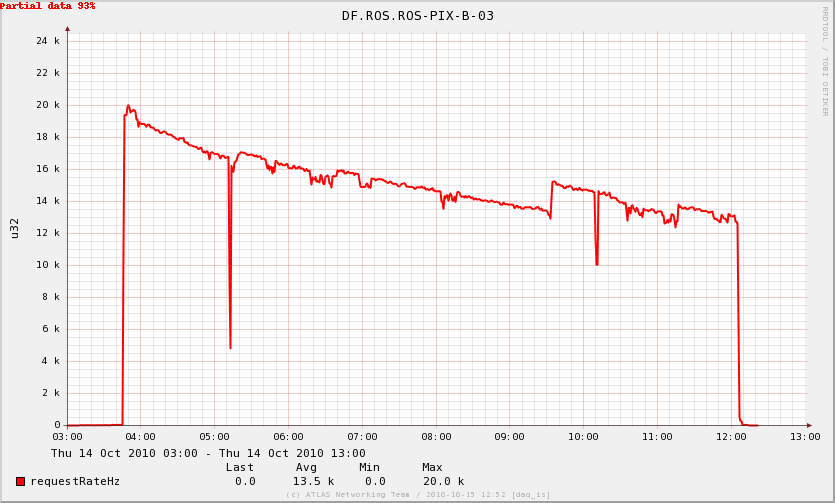 Partial data 93%
DF.ROS.ROS-PIX-B-03
RRDTOOL / TOBI OETIKER
u32
24 k
22 k
20 k
18 k
16 k
14 k
12 k
10 k
8 k
6 k
4 k
2 k
0
03:00 04:00 05:00 06:00 07:00 08:00 09:00 10:00 11:00 12:00 13:00
Thu 14 Oct 2010 03:00 - Thu 14 Oct 2010 13:00
Last Avg Min Max
requestRateHz 0.0 13.5 k 0.0 20.0 k
(c) ATLAS Networking Team / 2010-10-15 12:52 [daq_is]